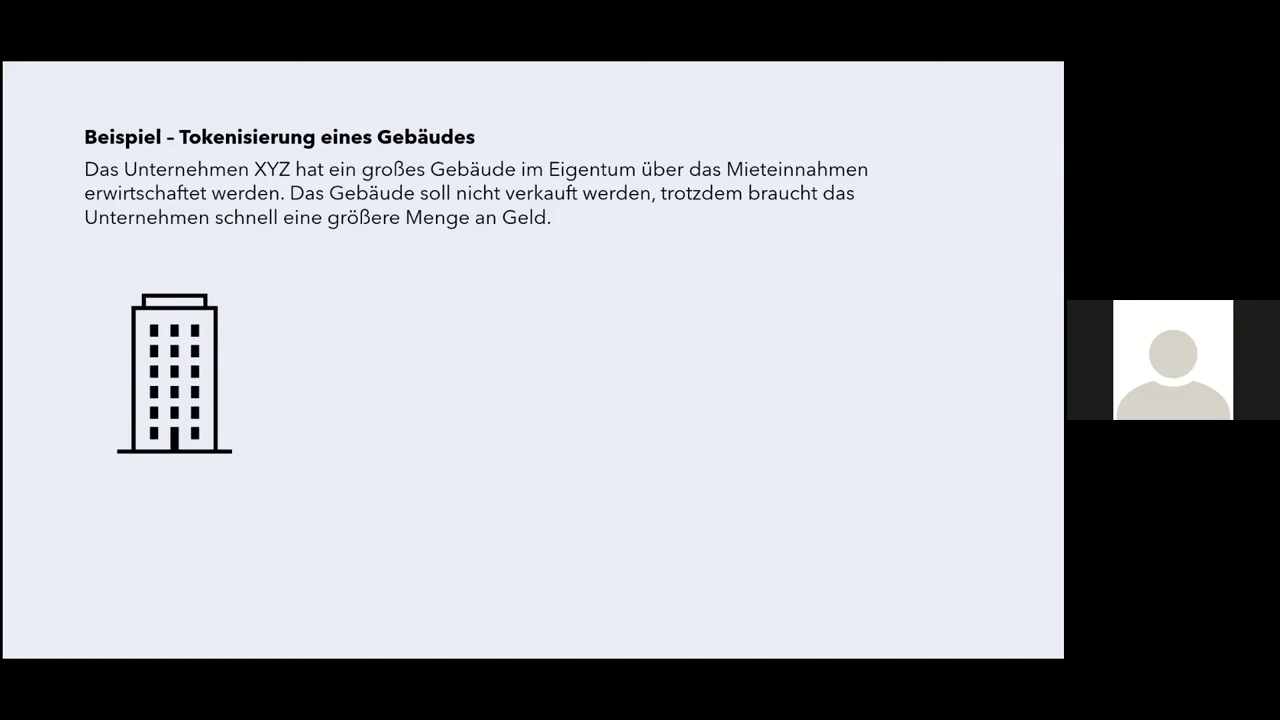 Beispiel – Tokenisierung eines Gebäudes
Das Unternehmen XYZ hat ein großes Gebäude im Eigentum über das Mieteinnahmen
erwirtschaftet werden. Das Gebäude soll nicht verkauft werden, trotzdem braucht das
Unternehmen schnell eine größere Menge an Geld.